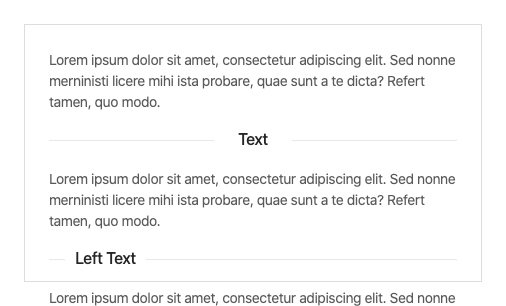 Lorem ipsum dolor sit amet, consectetur adipiscing elit. Sed nonne
merninisti licere mihi ista probare, quae sunt a te dicta? Refert
tamen, quo modo.
Text
Lorem ipsum dolor sit amet, consectetur adipiscing elit. Sed nonne
merninisti licere mihi ista probare, quae sunt a te dicta? Refert
tamen, quo modo.
Left Text
Lorem ipsum dolor sit amet, consectetur adipiscing elit. Sed nonne